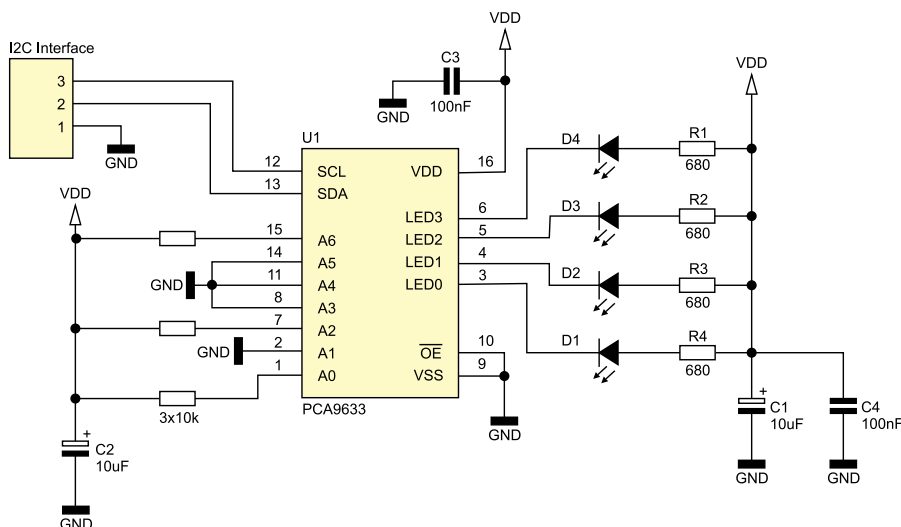 I2C Interface
3
2
1
GND
VDD
C3
100nF
GND
VDD
U1
12
SCL
13
SDA
VDD
16
LED3
6
LED2
5
LED1
4
LED0
3
15
A6
14
A5
11
A4
8
A3
7
A2
2
A1
1
A0
OE
10
VSS
9
PCA9633
GND
VDD
GND
GND
3x10k
+
C2
10uF
GND
D4
R1
680
D3
R2
680
D2
R3
680
D1
R4
680
+
C1
10uF
GND
C4
100nF
GND